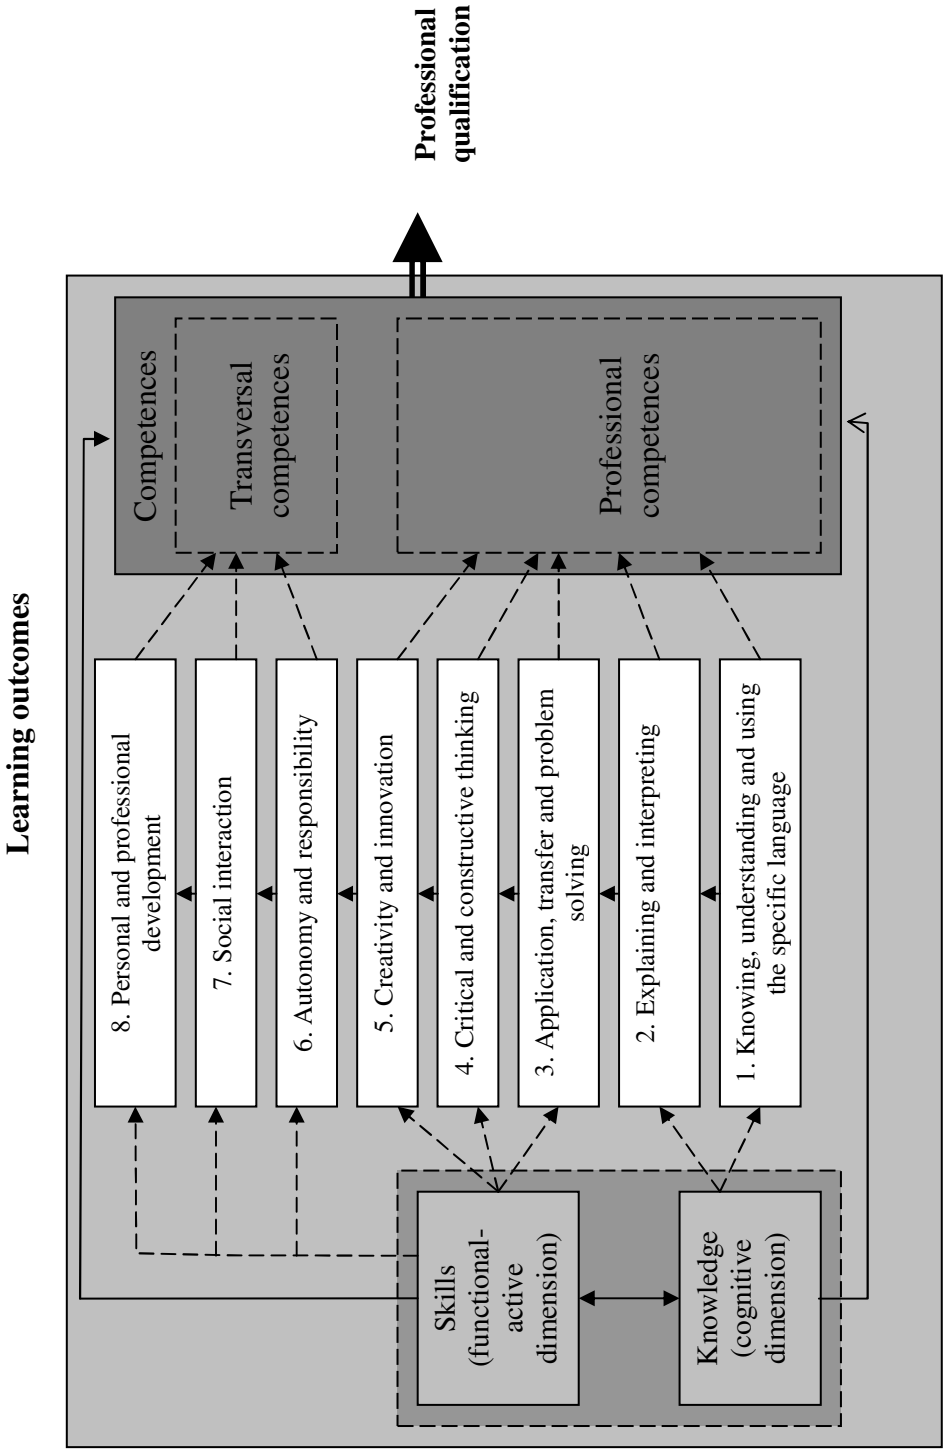 Learning outcomes
Professional
qualification
Competences
Transversal
competences
Professional
competences
8. Personal and professional
development
7. Social interaction
6. Autonomy and responsibility
5. Creativity and innovation
4. Critical and constructive thinking
3. Application, transfer and problem
solving
2. Explaining and interpreting
1. Knowing, understanding and using
the specific language
Skills
(functional-
active
dimension)
Knowledge
(cognitive
dimension)